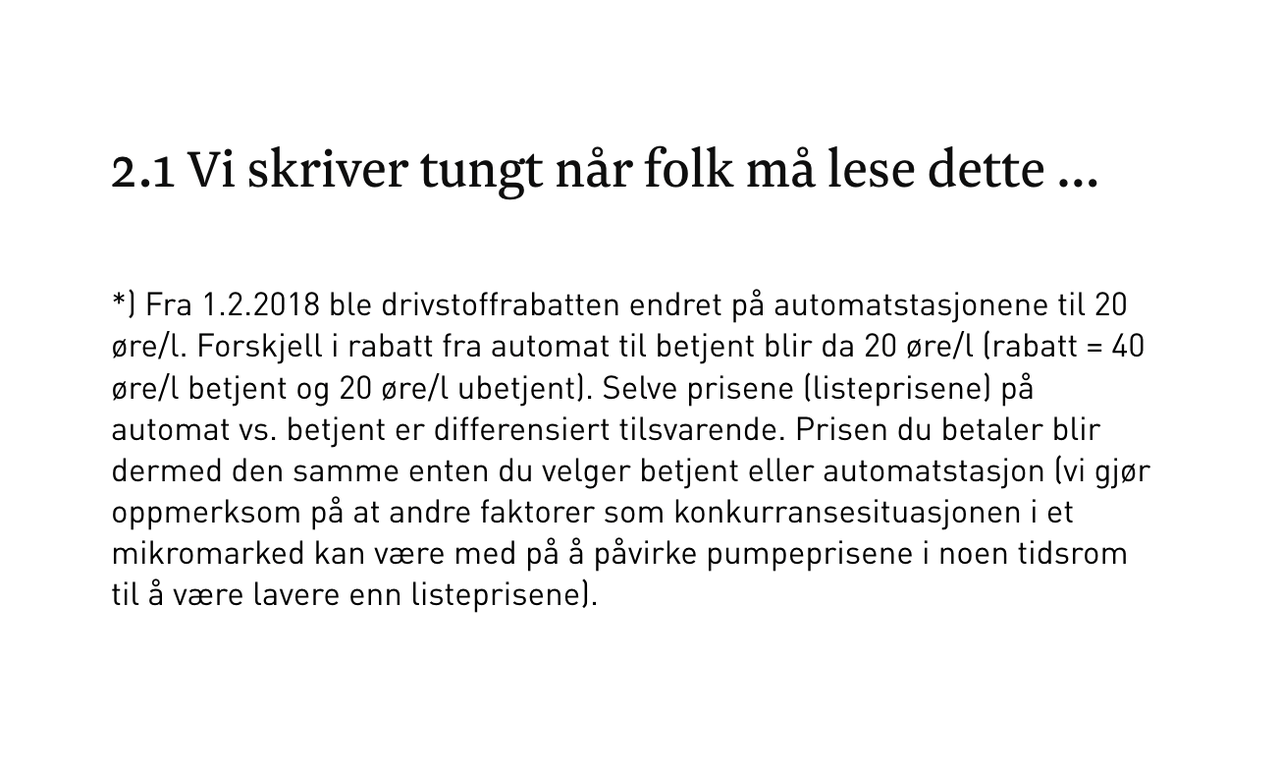 2.1 Vi skriver tungt når folk må lese dette ...
*) Fra 1.2.2018 ble drivstoffrabatten endret på automatstasjonene til 20
øre/l. Forskjell i rabatt fra automat til betjent blir da 20 øre/l (rabatt = 40
øre/l betjent og 20 øre/l ubetjent). Selve prisene (listeprisene) på
automat vs. betjent er differensiert tilsvarende. Prisen du betaler blir
dermed den samme enten du velger betjent eller automatstasjon (vi gjør
oppmerksom på at andre faktorer som konkurransesituasjonen i et
mikromarked kan være med på å påvirke pumpeprisene i noen tidsrom
til å være lavere enn listeprisene).